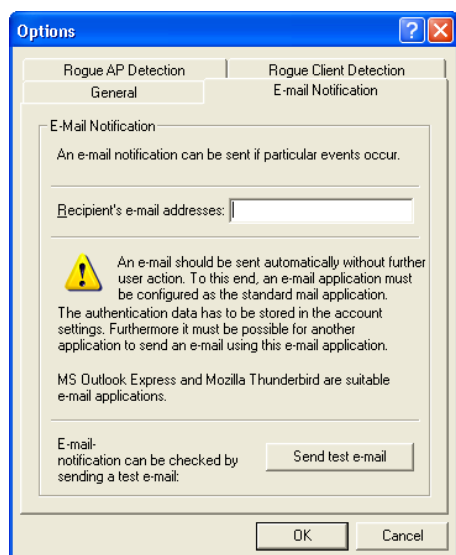 Options
Rogue AP Detection
Rogue Client Detection
General
E-mail Notification
E-Mail Notification
An e-mail notification can be sent if particular events occur.
Recipient's e-mail addresses:
An e-mail should be sent automatically without further
user action. To this end, an e-mail application must
be configured as the standard mail application.
The authentication data has to be stored in the account
settings. Furthermore it must be possible for another
application to send an e-mail using this e-mail application.
MS Outlook Express and Mozilla Thunderbird are suitable
e-mail applications.
E-mail-
notification can be checked by
sending a test e-mail:
Send test e-mail
OK
Cancel